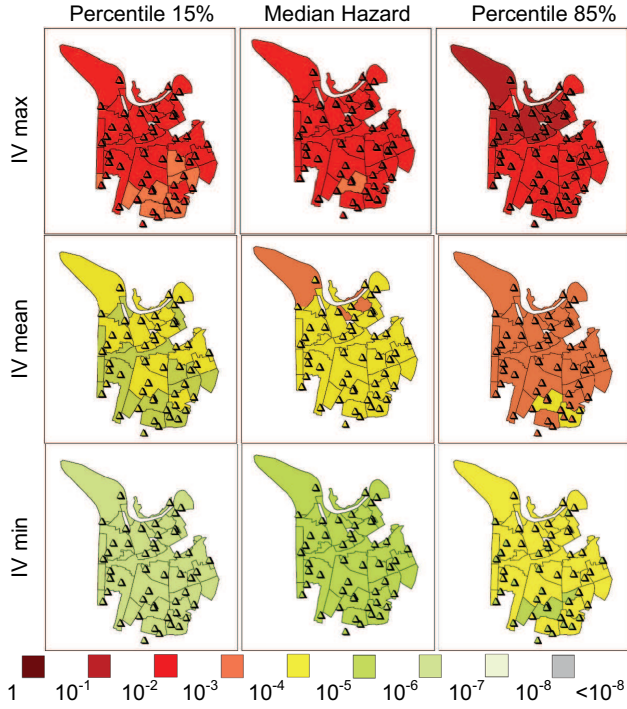 Percentile 15% Median Hazard Percentile 85%
IV max
IV mean
IV min
1 10⁻¹ 10⁻² 10⁻³ 10⁻⁴ 10⁻⁵ 10⁻⁶ 10⁻⁷ 10⁻⁸ <10⁻⁸